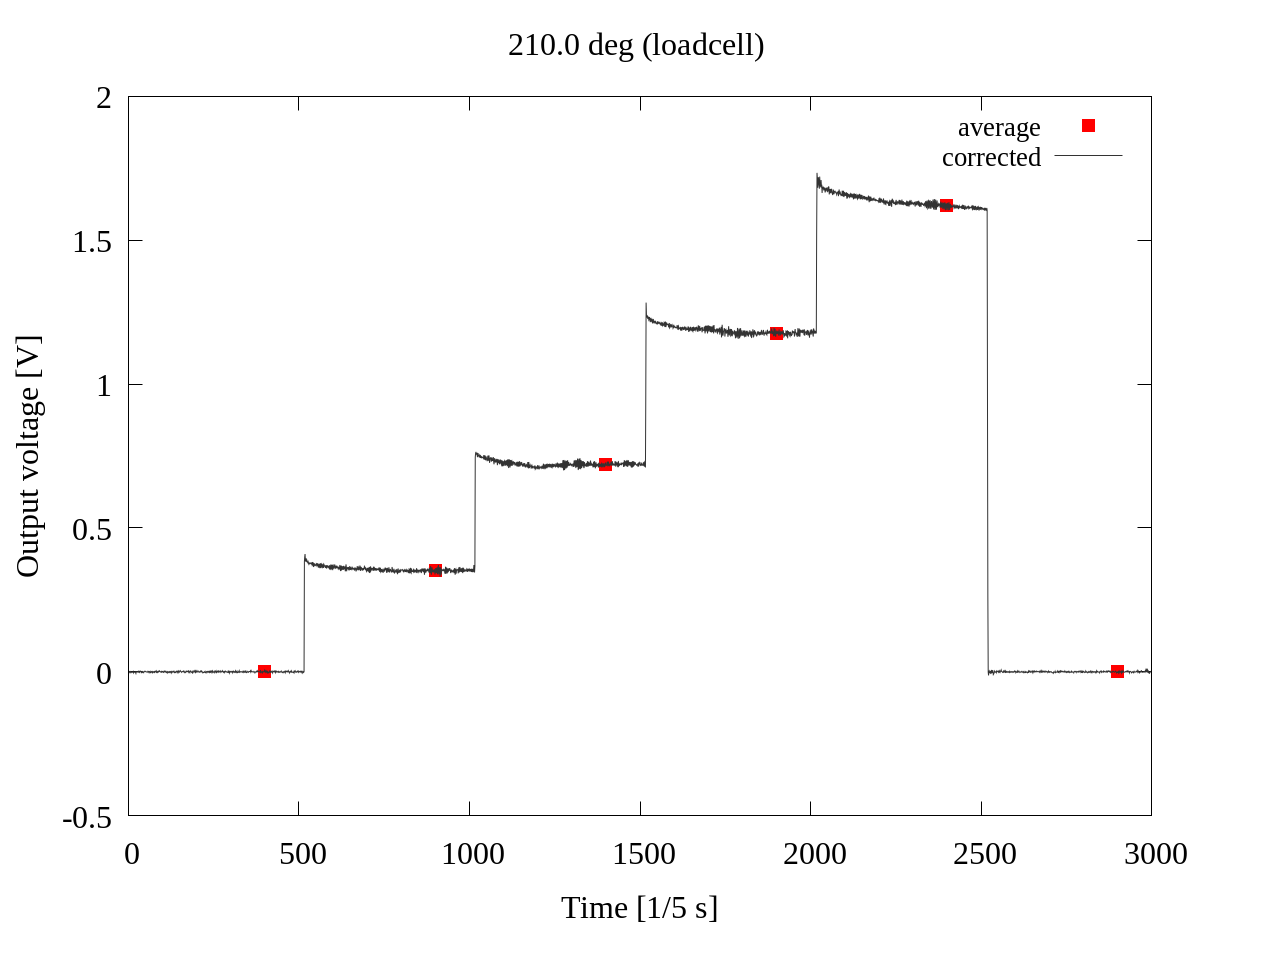 210.0 deg (loadcell)
average
corrected
2
1.5
1
0.5
0
-0.5
Output voltage [V]
0 500 1000 1500 2000 2500 3000
Time [1/5 s]